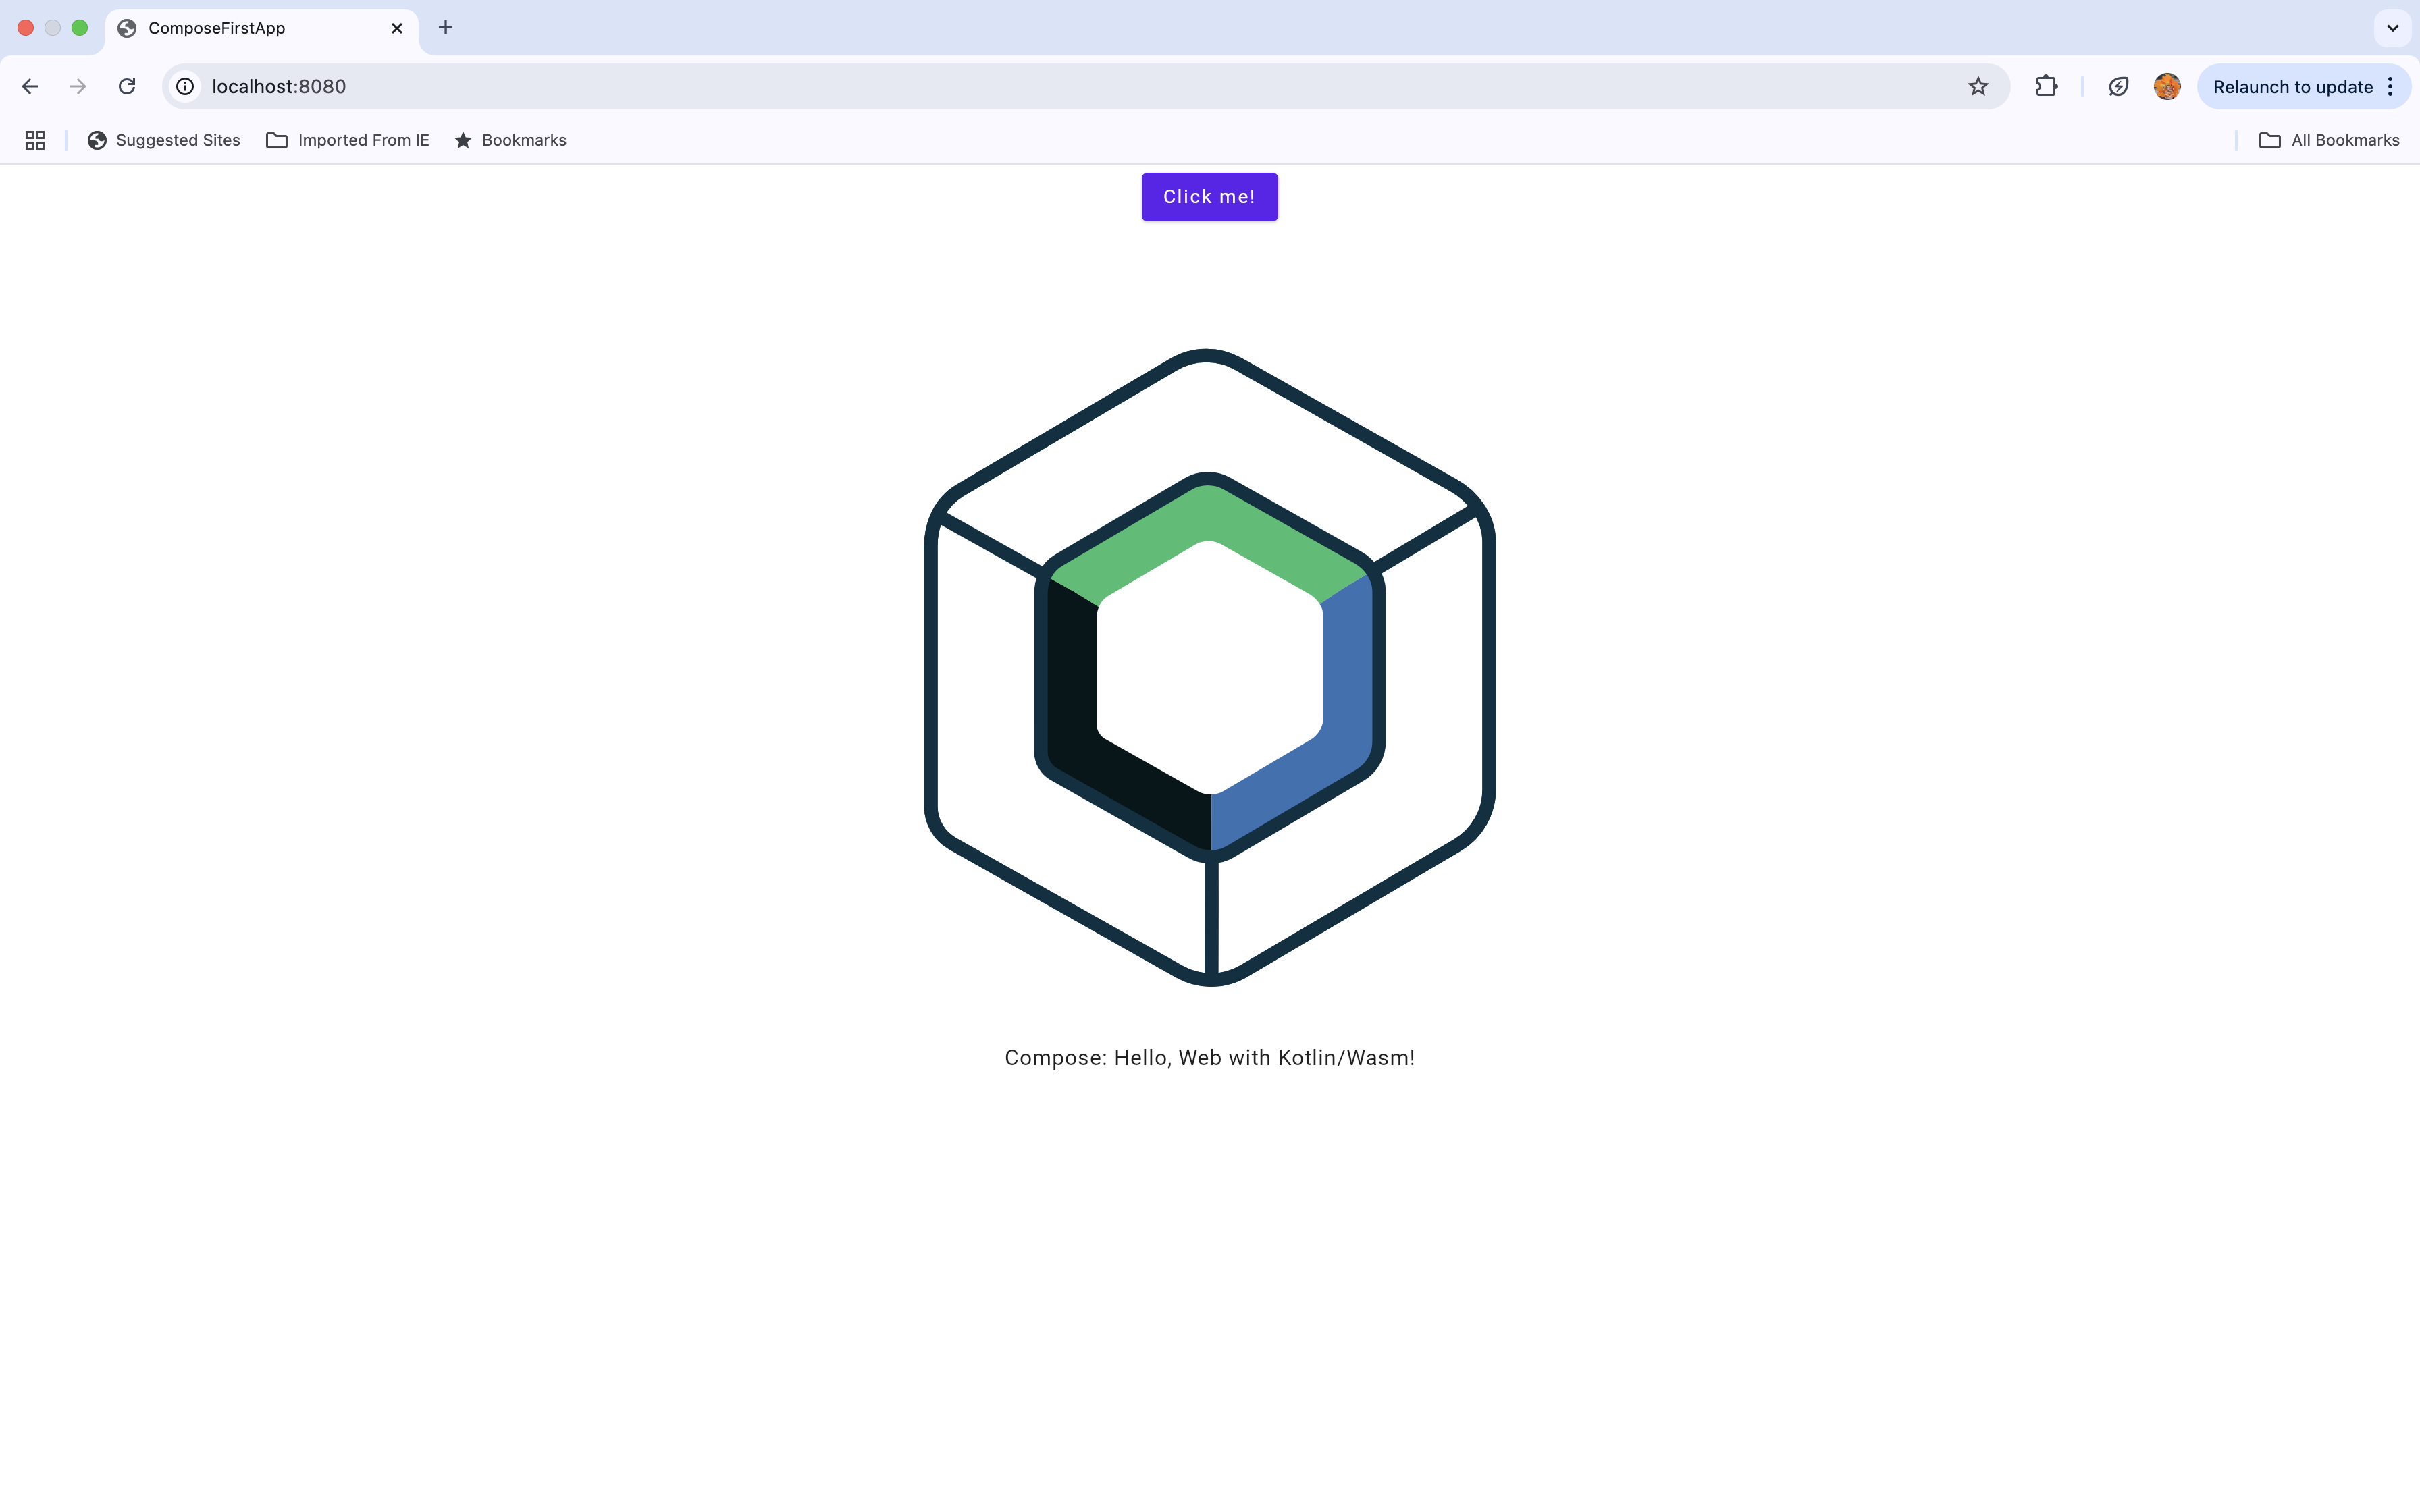 ComposeFirstApp
localhost:8080
Relaunch to update
Suggested Sites
Imported From IE
Bookmarks
All Bookmarks
Click me!
Compose: Hello, Web with Kotlin/Wasm!